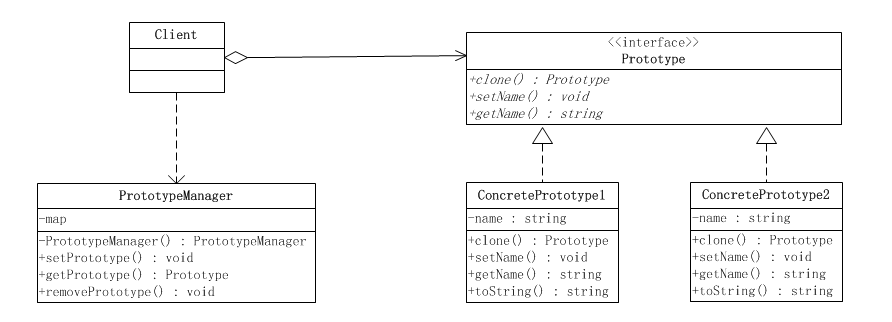 Client
<<interface>>
Prototype
+clone() : Prototype
+setName() : void
+getName() : string
PrototypeManager
-map
-PrototypeManager() : PrototypeManager
+setPrototype() : void
+getPrototype() : Prototype
+removePrototype() : void
ConcretePrototype1
-name : string
+clone() : Prototype
+setName() : void
+getName() : string
+toString() : string
ConcretePrototype2
-name : string
+clone() : Prototype
+setName() : void
+getName() : string
+toString() : string